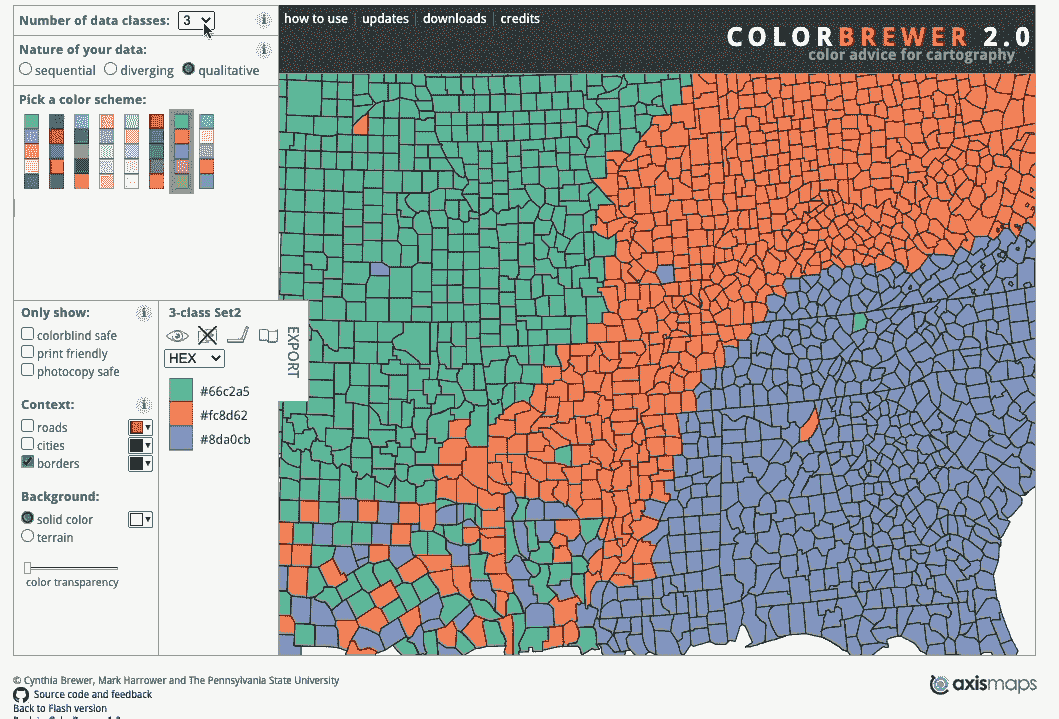 Number of data classes: 3
Nature of your data:
sequential diverging qualitative
Pick a color scheme:
how to use updates downloads credits
COLORBREWER 2.0
color advice for cartography
Only show:
colorblind safe
print friendly
photocopy safe
Context:
roads
cities
borders
Background:
solid color
terrain
color transparency
3-class Set2
HEX
#66c2a5
#fc8d62
#8da0cb
EXPORT
© Cynthia Brewer, Mark Harrower and The Pennsylvania State University
Source code and feedback
Back to Flash version
axismaps